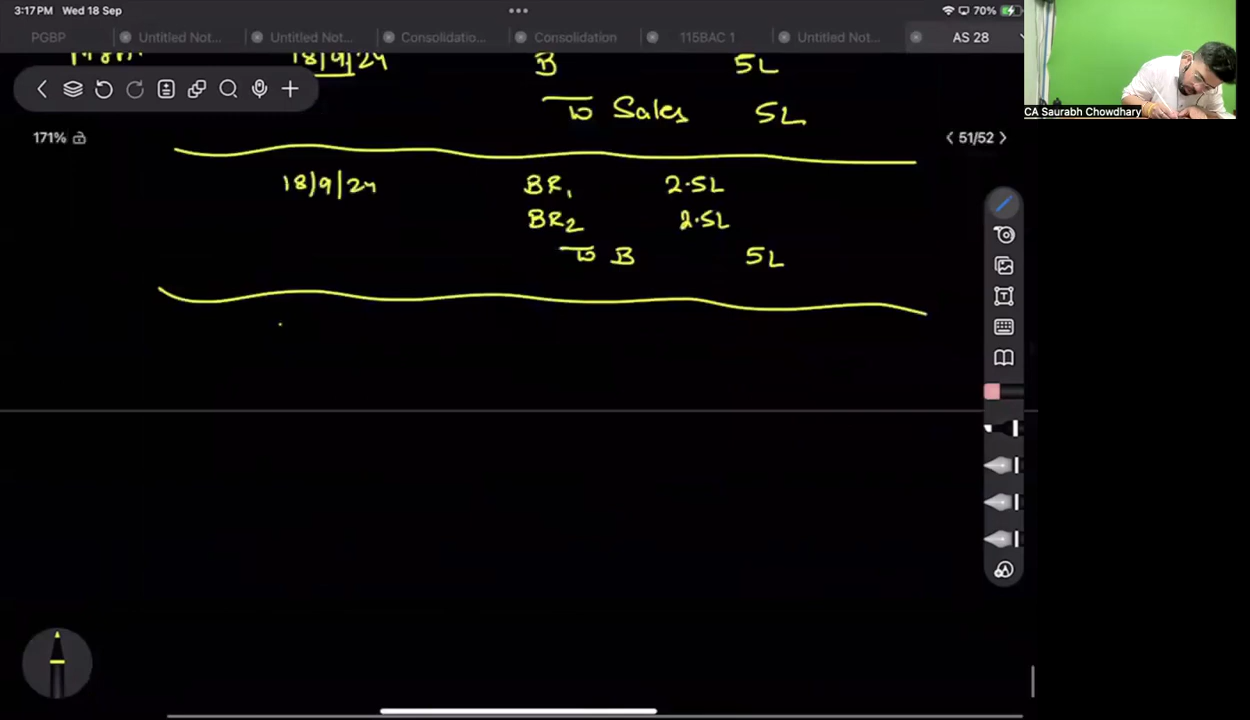 3:17PM Wed 18 Sep
70%
PGBP
Untitled Not...
Untitled Not...
Consolidatio...
Consolidation
115BAC 1
Untitled Not...
AS 28
18/9/24 B 5L
To Sales 5L
171%
51/52
CA Saurabh Chowdhary
18/9/24 BR1 2.5L
BR2 2.5L
To B 5L